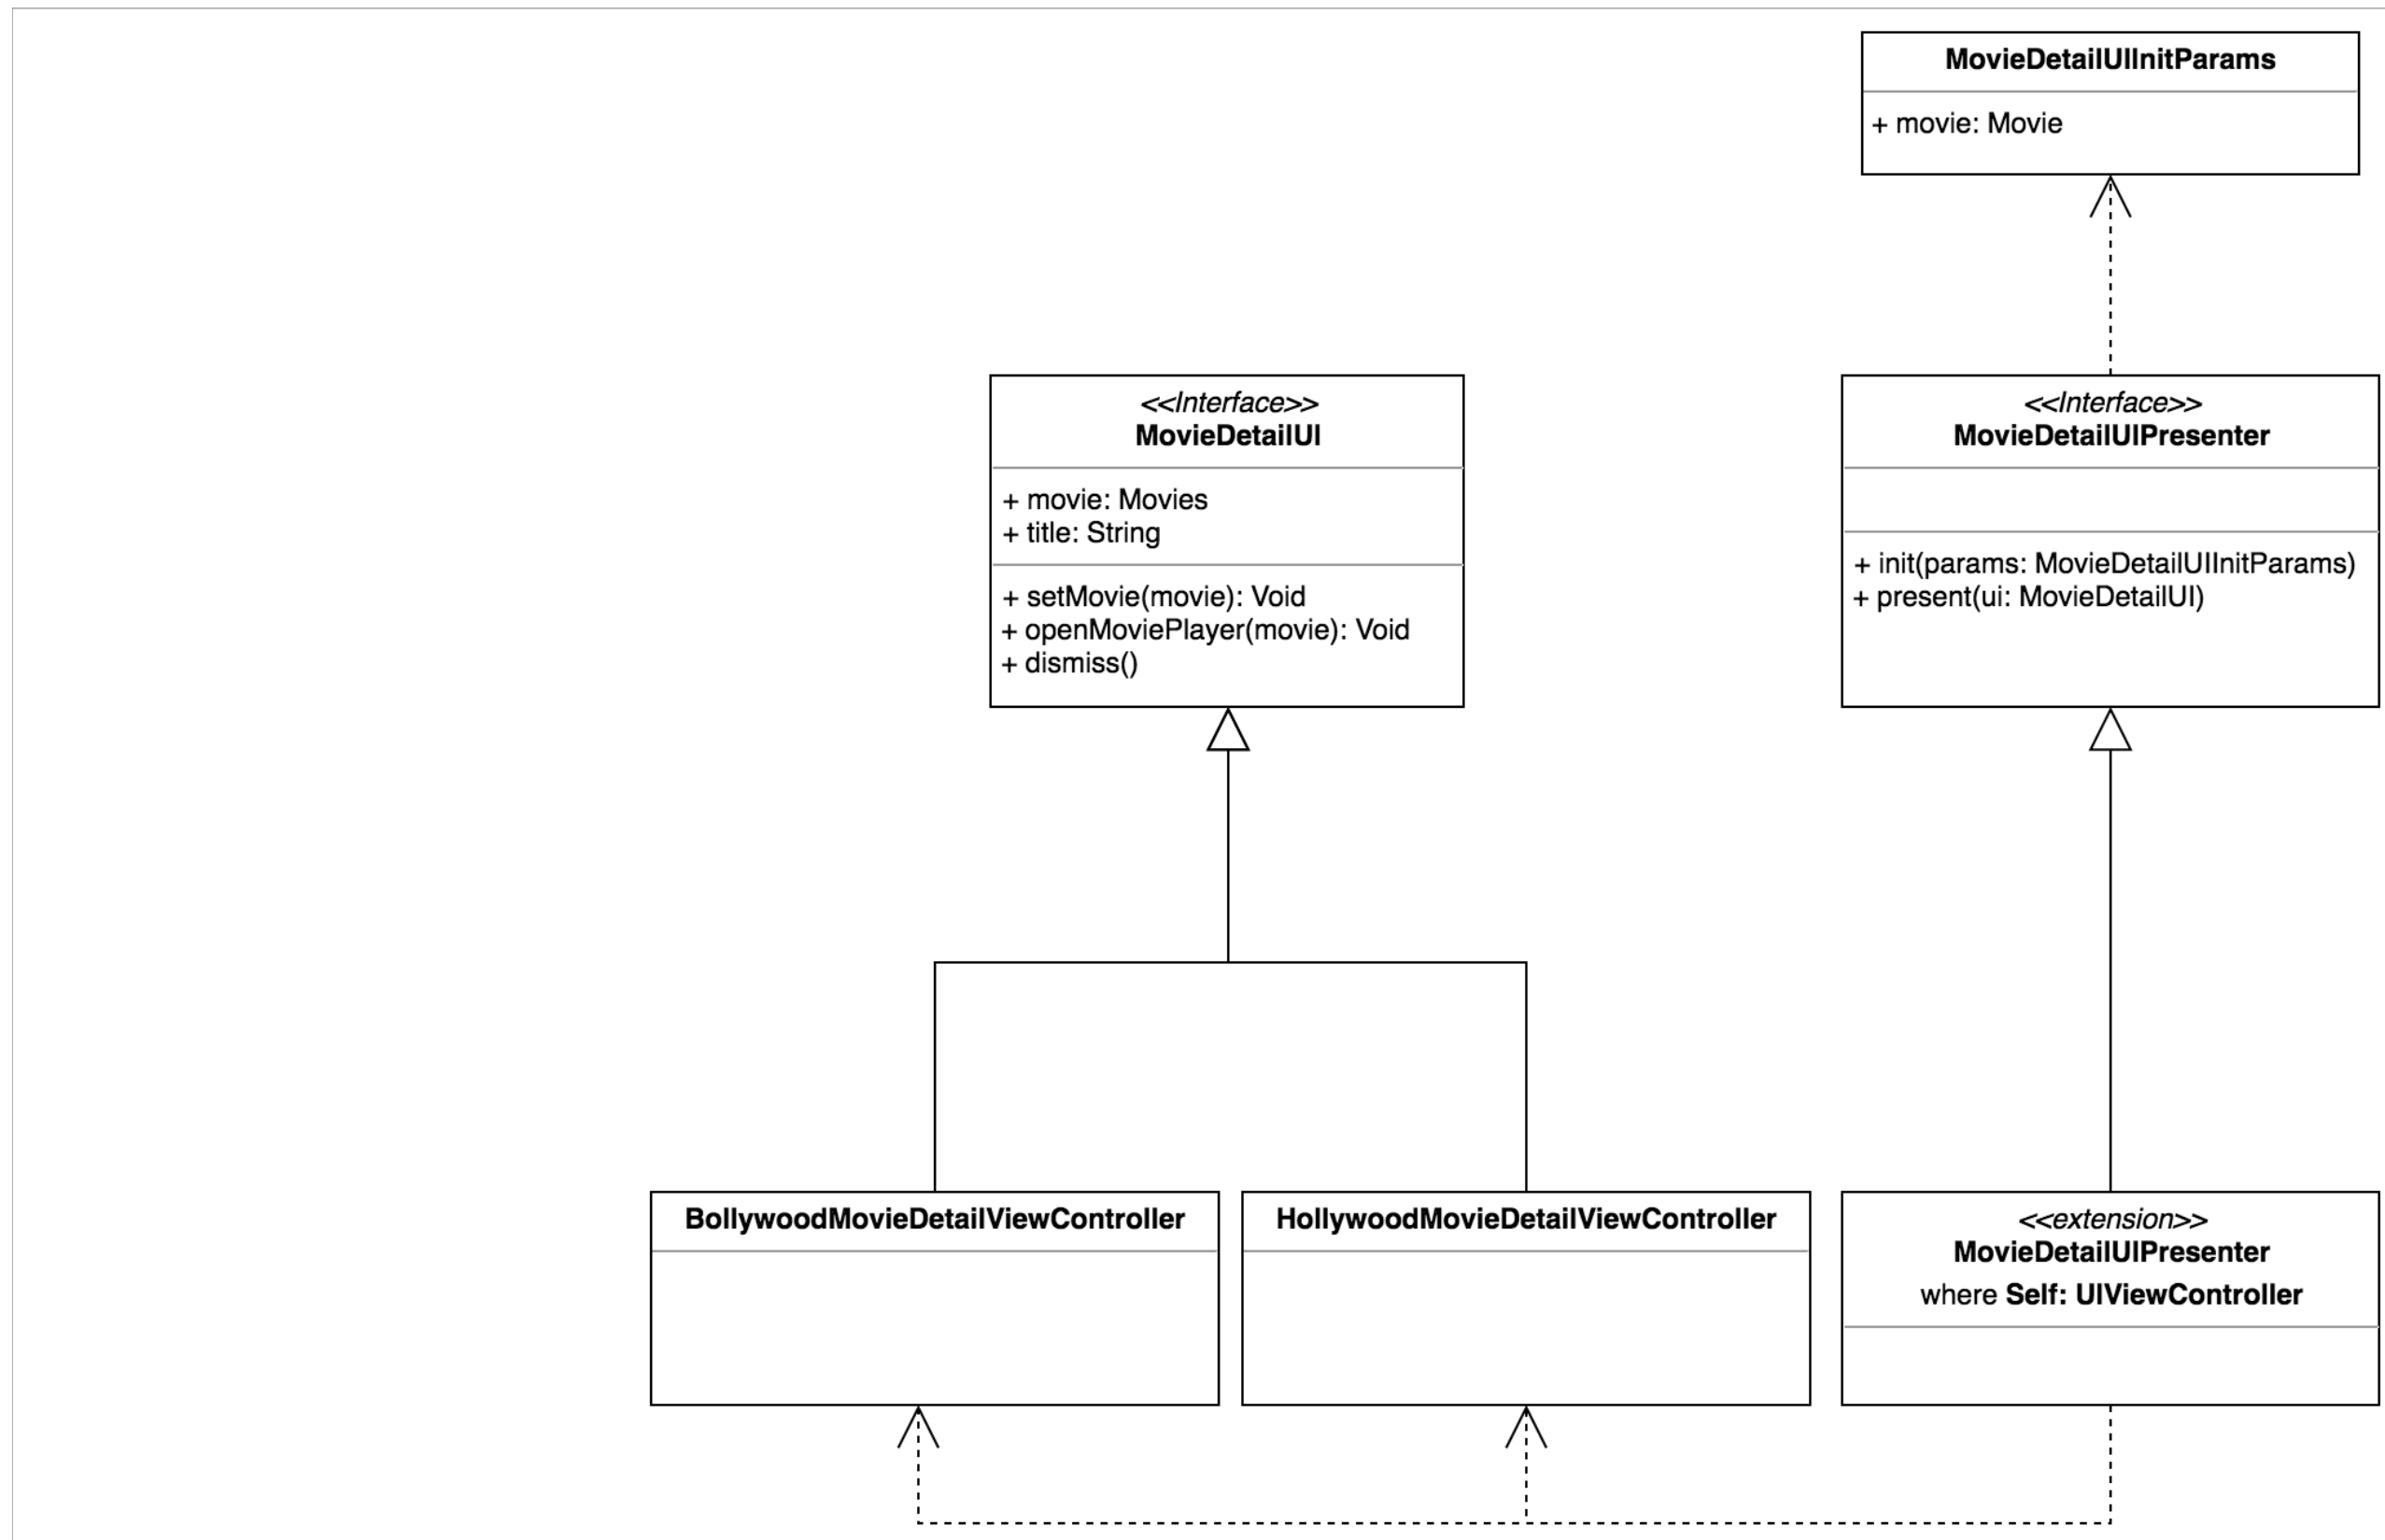 MovieDetailUIInitParams
+ movie: Movie
<<Interface>>
MovieDetailUI
+ movie: Movies
+ title: String
+ setMovie(movie): Void
+ openMoviePlayer(movie): Void
+ dismiss()
<<Interface>>
MovieDetailUIPresenter
+ init(params: MovieDetailUIInitParams)
+ present(ui: MovieDetailUI)
BollywoodMovieDetailViewController
HollywoodMovieDetailViewController
<<extension>>
MovieDetailUIPresenter
where Self: UIViewController